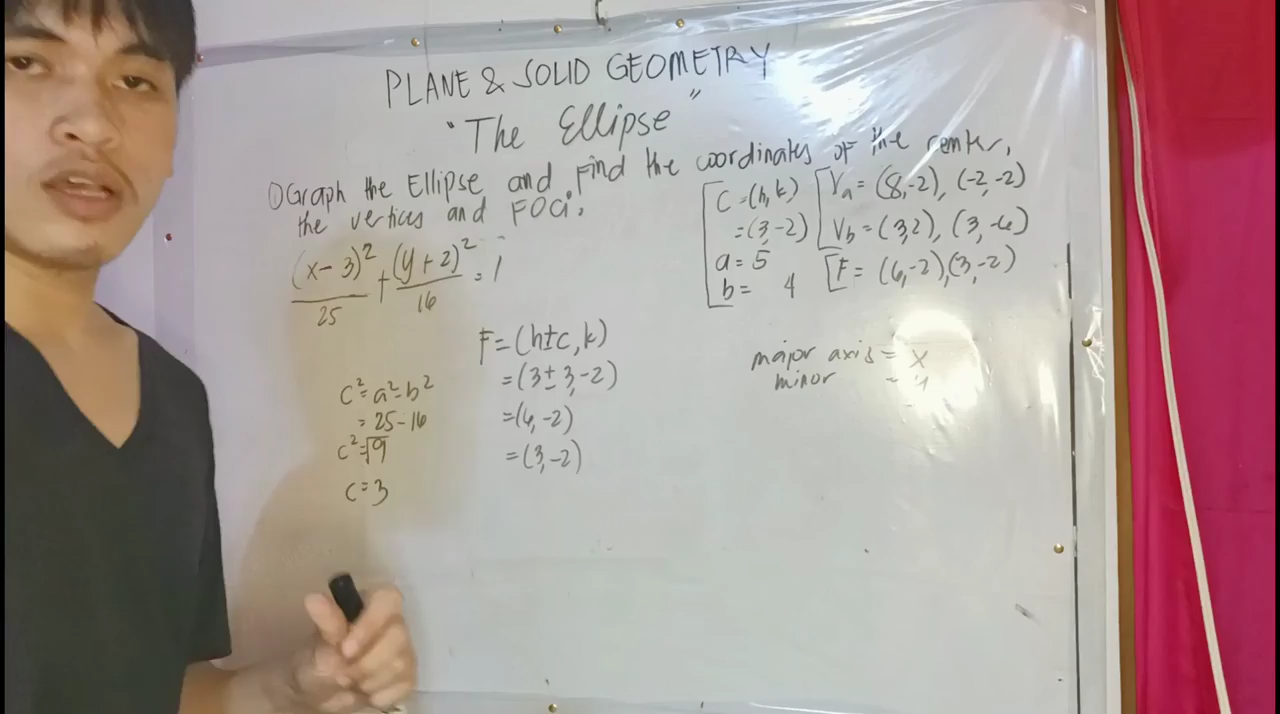 PLANE & SOLID GEOMETRY
"The Ellipse"
1) Graph the Ellipse and Find the coordinates of the center,
the vertices and FOCi.
(x-3)²/25 + (y+2)²/16 = 1
C = (h, k)
= (3, -2)
a = 5
b = 4
Va = (8,-2), (-2,-2)
Vb = (3,2), (3,-6)
F = (6,-2),(3,-2)
major axis = x
minor = y
c² = a² - b²
= 25 - 16
c² = √9
c = 3
F = (h±c, k)
= (3±3, -2)
= (6, -2)
= (3, -2)